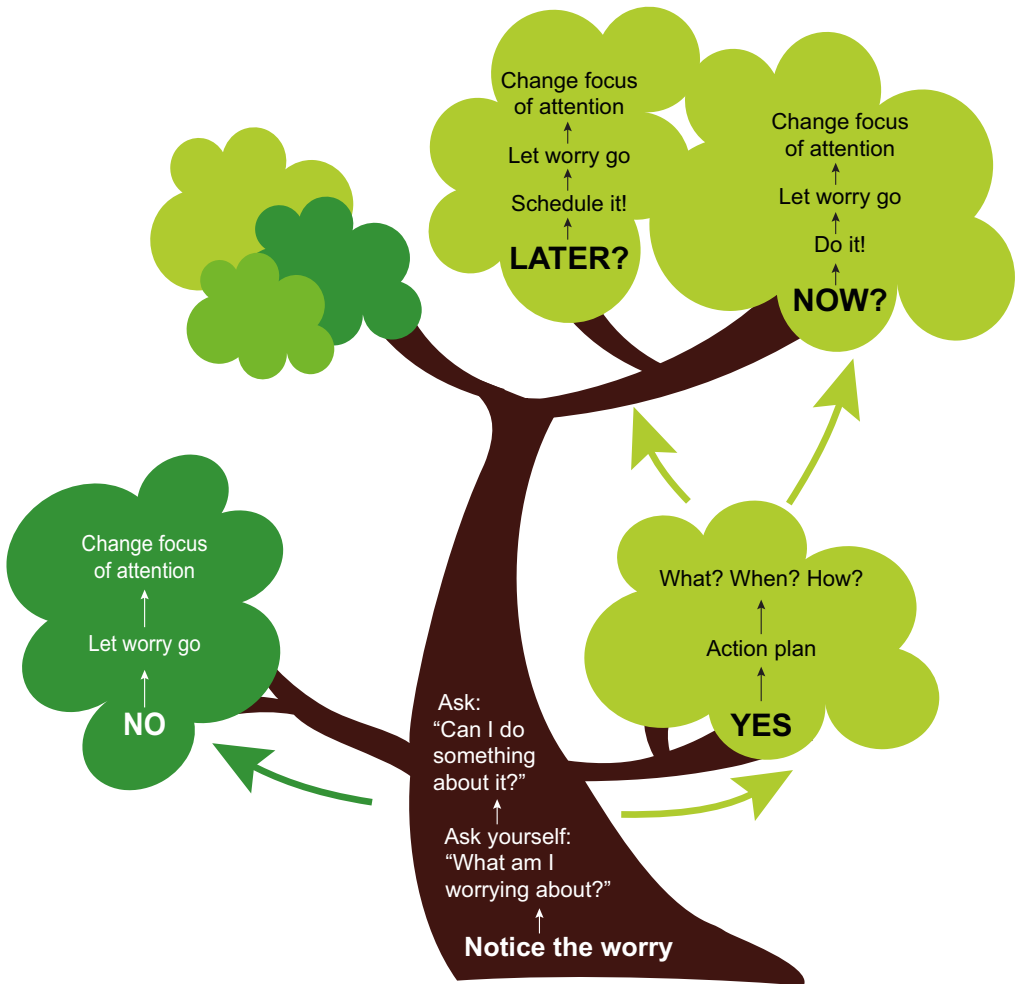 Notice the worry
Ask yourself:
“What am I
worrying about?”
Ask:
“Can I do
something
about it?”
NO
Let worry go
Change focus
of attention
YES
Action plan
What? When? How?
LATER?
Schedule it!
Let worry go
Change focus
of attention
NOW?
Do it!
Let worry go
Change focus
of attention